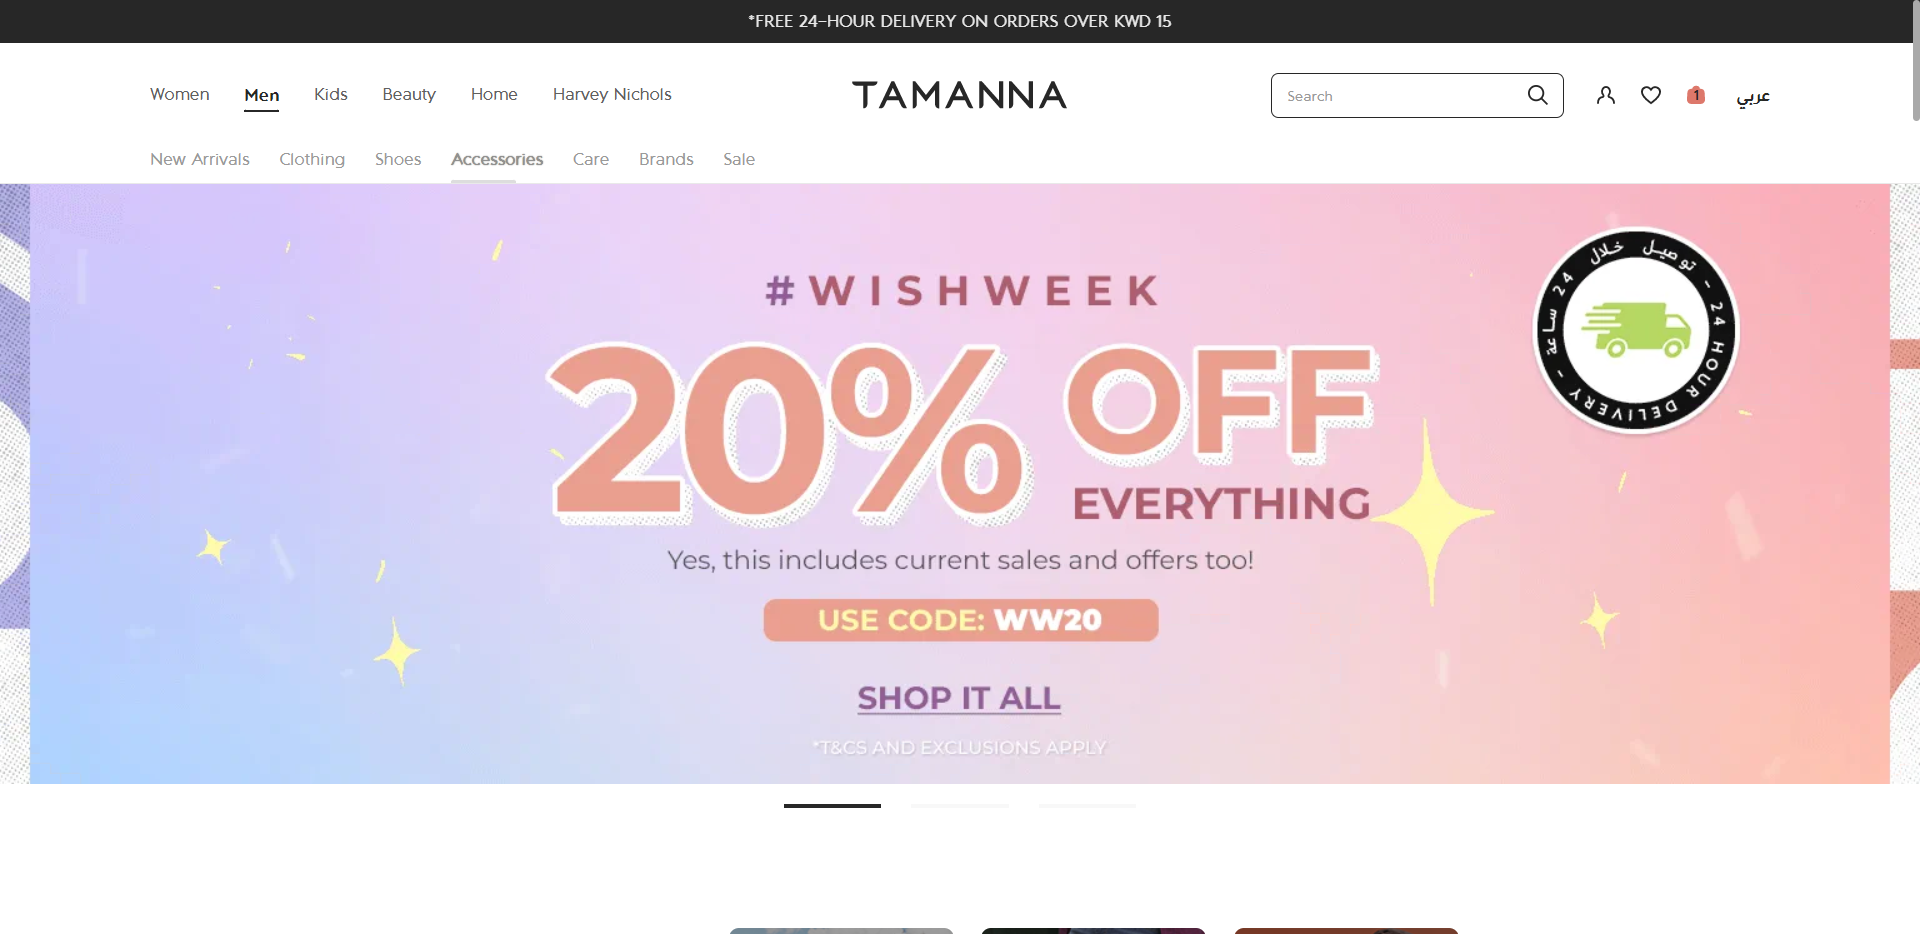 *FREE 24-HOUR DELIVERY ON ORDERS OVER KWD 15
Women Men Kids Beauty Home Harvey Nichols
TAMANNA
Search
1
عربي
New Arrivals Clothing Shoes Accessories Care Brands Sale
#WISHWEEK
20% OFF
EVERYTHING
Yes, this includes current sales and offers too!
USE CODE: WW20
SHOP IT ALL
*T&CS AND EXCLUSIONS APPLY
توصيل خلال 24 ساعة - 24 HOUR DELIVERY -